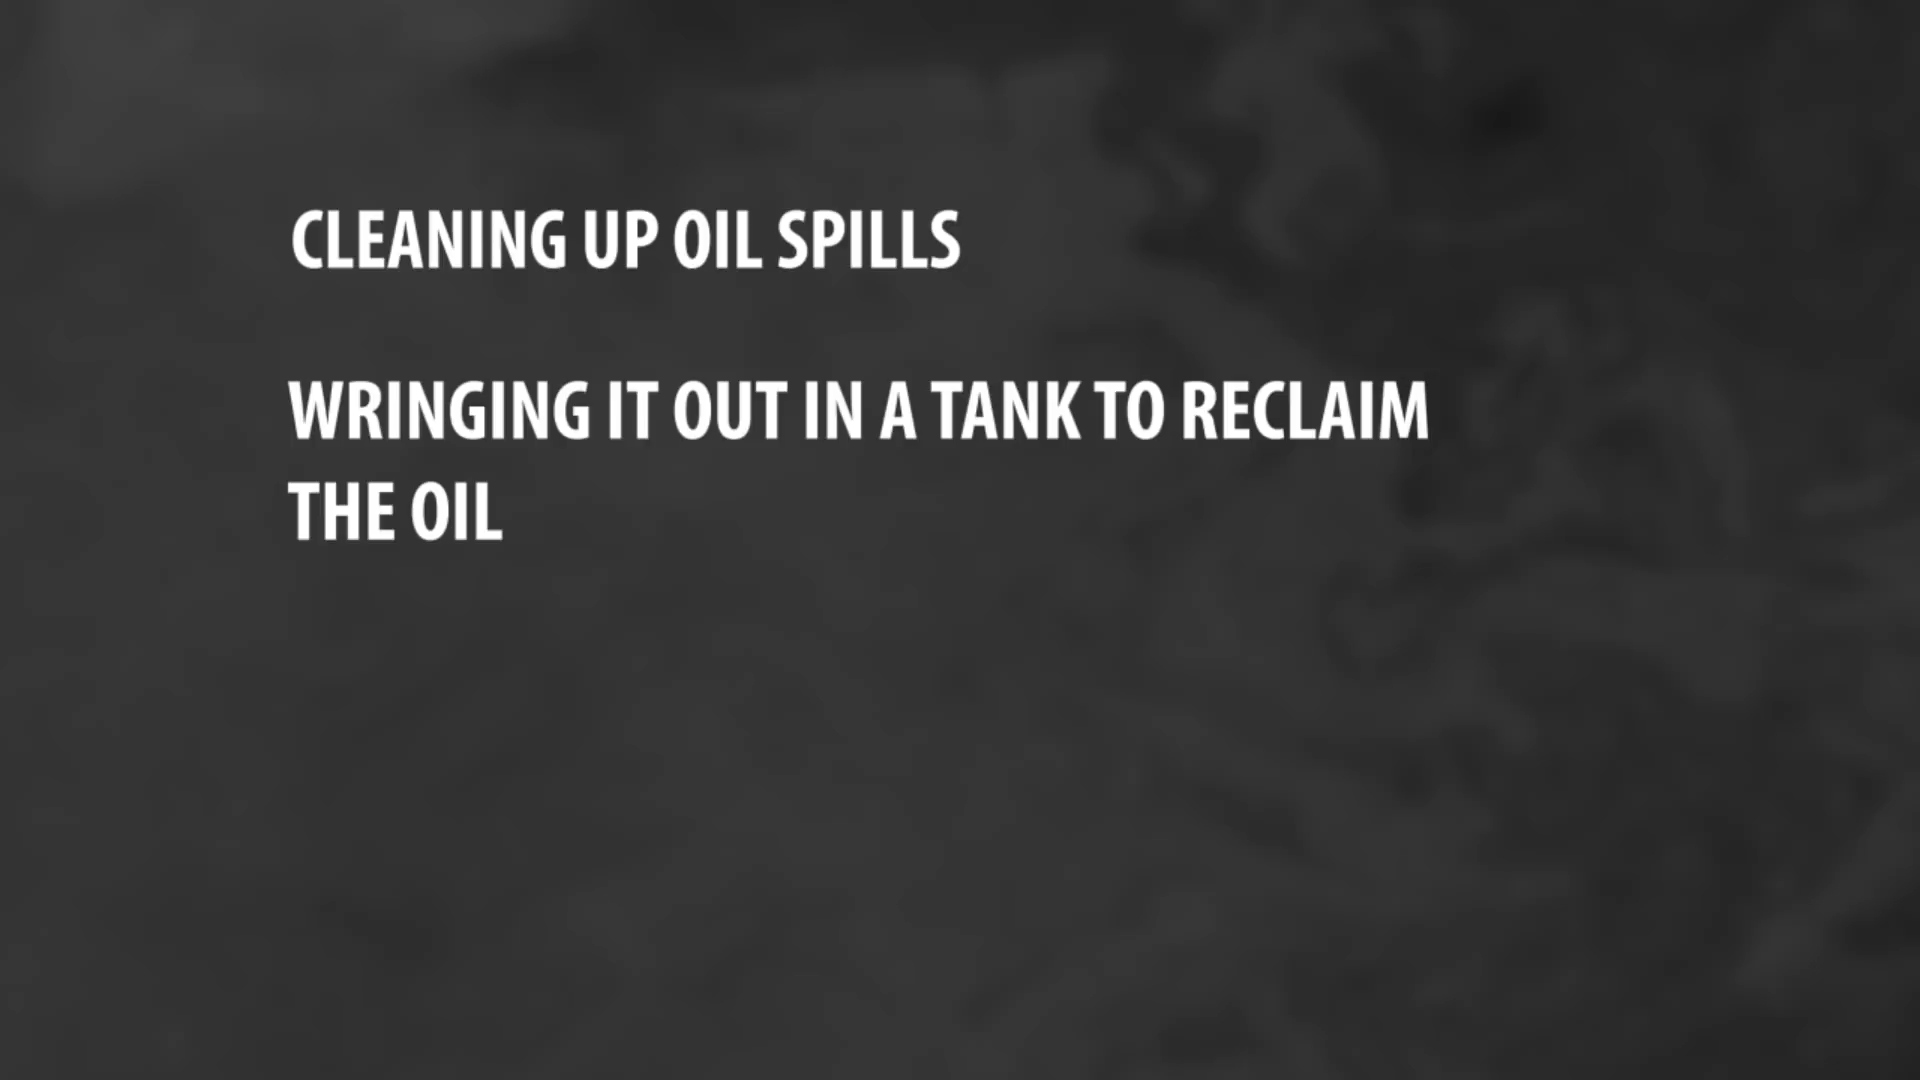 CLEANING UP OIL SPILLS
WRINGING IT OUT IN A TANK TO RECLAIM
THE OIL